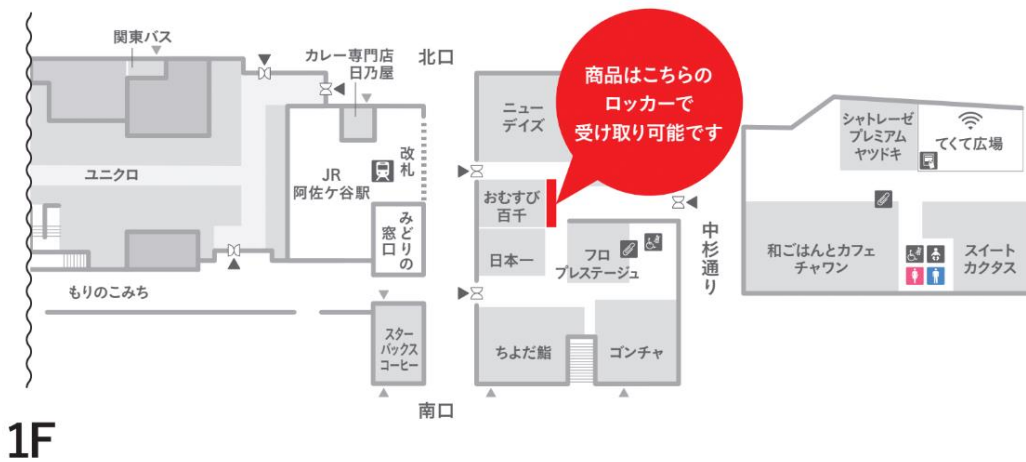 関東バス
カレー専門店
日乃屋
北口
ニュー
デイズ
商品はこちらの
ロッカーで
受け取り可能です
シャトレーゼ
プレミアム
ヤツドキ
てくて広場
ユニクロ
JR
阿佐ケ谷駅
改札
みどりの
窓口
おむすび
百千
日本一
フロ
プレステージュ
中杉通り
和ごはんとカフェ
チャワン
スイート
カクタス
もりのこみち
スター
バックス
コーヒー
ちよだ鮨
ゴンチャ
南口
1F